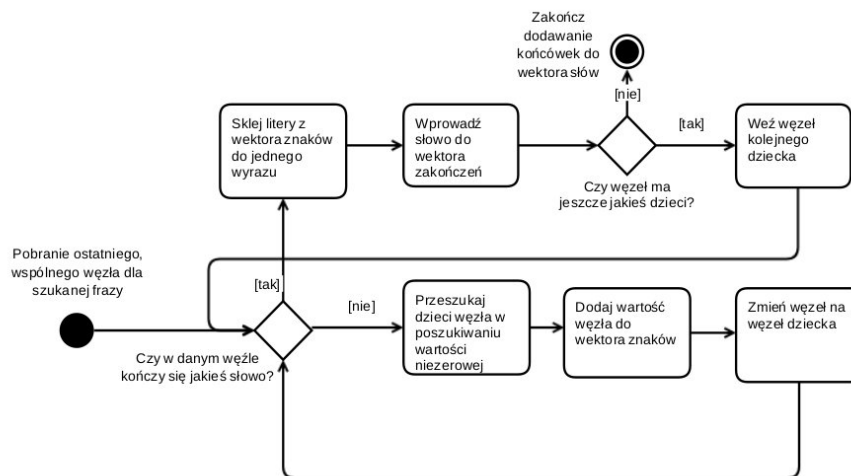 Zakończ
dodawanie
końcówek do
wektora słów
[nie]
[tak]
Sklej litery z
wektora znaków
do jednego
wyrazu
Wprowadź
słowo do
wektora
zakończeń
Czy węzeł ma
jeszcze jakieś dzieci?
Weź węzeł
kolejnego
dziecka
Pobranie ostatniego,
wspólnego węzła dla
szukanej frazy
[tak]
[nie]
Czy w danym węźle
kończy się jakieś słowo?
Przeszukaj
dzieci węzła w
poszukiwaniu
wartości
niezerowej
Dodaj wartość
węzła do
wektora znaków
Zmień węzeł na
węzeł dziecka